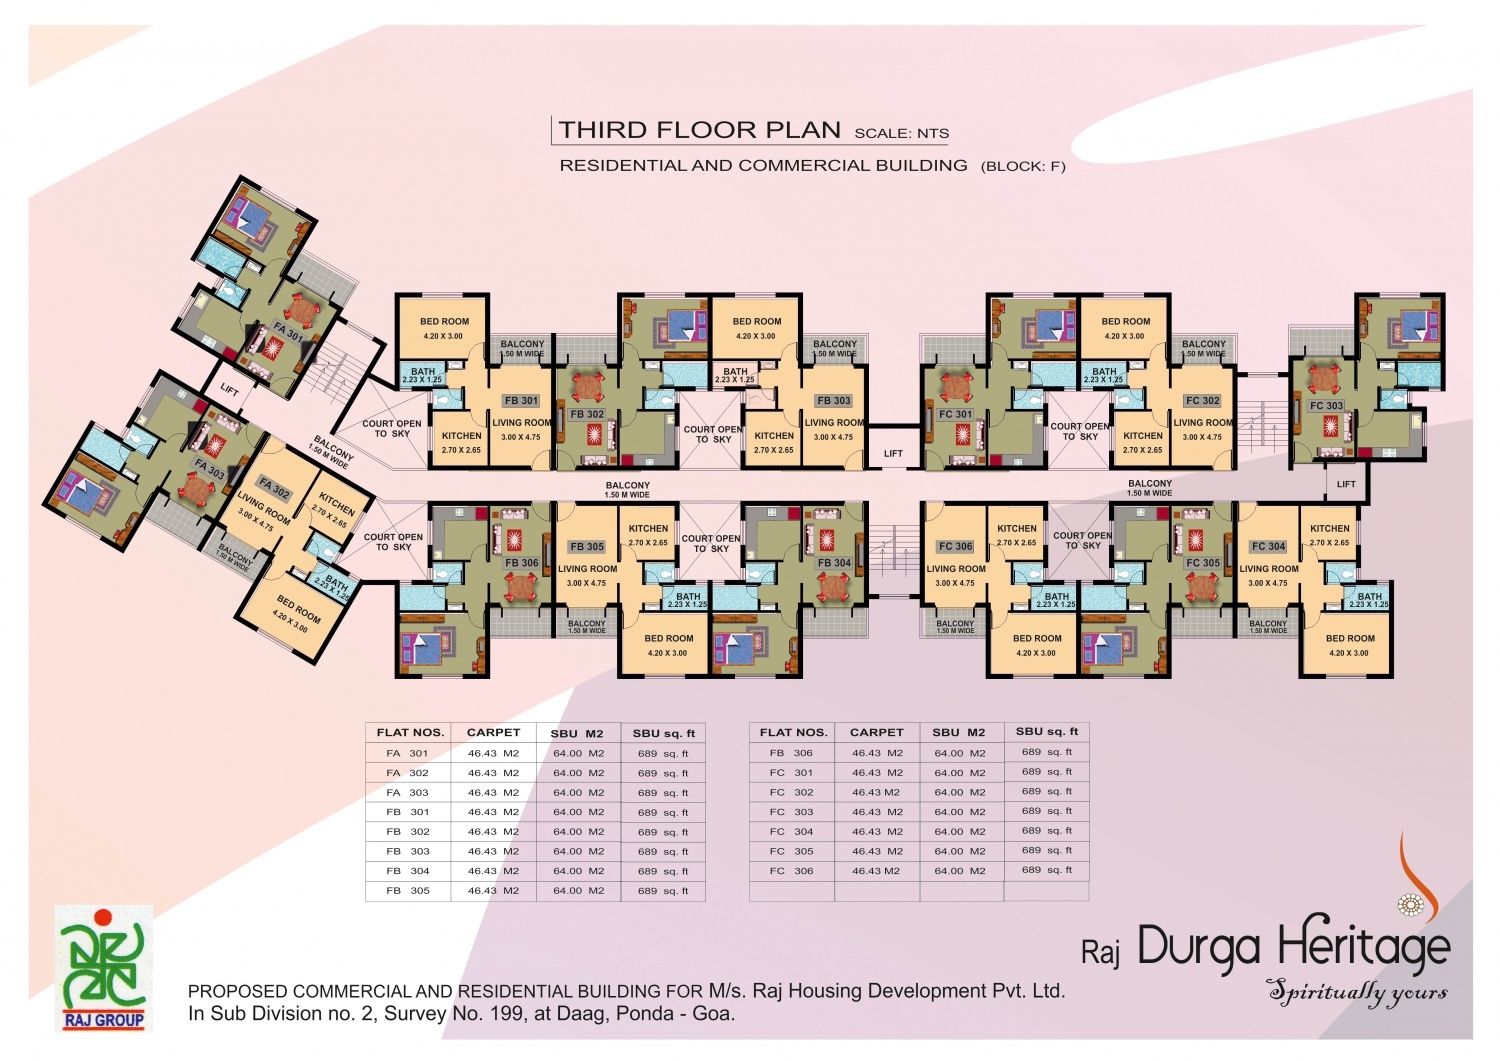 THIRD FLOOR PLAN SCALE: NTS
RESIDENTIAL AND COMMERCIAL BUILDING (BLOCK: F)
FA 301
LIFT
FA 303
FA 302
LIVING ROOM
3.00 X 4.75
KITCHEN
2.70 X 2.65
BALCONY
1.50 M WIDE
BALCONY
1.50 M WIDE
BATH
2.23 X 1.25
BED ROOM
4.20 X 3.00
COURT OPEN
TO SKY
COURT OPEN
TO SKY
BED ROOM
4.20 X 3.00
BALCONY
1.50 M WIDE
BATH
2.23 X 1.25
FB 301
LIVING ROOM
3.00 X 4.75
KITCHEN
2.70 X 2.65
FB 302
BED ROOM
4.20 X 3.00
BALCONY
1.50 M WIDE
BATH
2.23 X 1.25
FB 303
LIVING ROOM
3.00 X 4.75
COURT OPEN
TO SKY
KITCHEN
2.70 X 2.65
LIFT
FC 301
BED ROOM
4.20 X 3.00
BALCONY
1.50 M WIDE
BATH
2.23 X 1.25
FC 302
LIVING ROOM
3.00 X 4.75
COURT OPEN
TO SKY
KITCHEN
2.70 X 2.65
FC 303
LIFT
BALCONY
1.50 M WIDE
BALCONY
1.50 M WIDE
FB 306
FB 305
LIVING ROOM
3.00 X 4.75
KITCHEN
2.70 X 2.65
BATH
2.23 X 1.25
BALCONY
1.50 M WIDE
BED ROOM
4.20 X 3.00
COURT OPEN
TO SKY
FB 304
FC 306
LIVING ROOM
3.00 X 4.75
KITCHEN
2.70 X 2.65
BATH
2.23 X 1.25
BALCONY
1.50 M WIDE
BED ROOM
4.20 X 3.00
COURT OPEN
TO SKY
FC 305
FC 304
LIVING ROOM
3.00 X 4.75
KITCHEN
2.70 X 2.65
BATH
2.23 X 1.25
BALCONY
1.50 M WIDE
BED ROOM
4.20 X 3.00
FLAT NOS. CARPET SBU M2 SBU sq. ft
FA 301 46.43 M2 64.00 M2 689 sq. ft
FA 302 46.43 M2 64.00 M2 689 sq. ft
FA 303 46.43 M2 64.00 M2 689 sq. ft
FB 301 46.43 M2 64.00 M2 689 sq. ft
FB 302 46.43 M2 64.00 M2 689 sq. ft
FB 303 46.43 M2 64.00 M2 689 sq. ft
FB 304 46.43 M2 64.00 M2 689 sq. ft
FB 305 46.43 M2 64.00 M2 689 sq. ft
FLAT NOS. CARPET SBU M2 SBU sq. ft
FB 306 46.43 M2 64.00 M2 689 sq. ft
FC 301 46.43 M2 64.00 M2 689 sq. ft
FC 302 46.43 M2 64.00 M2 689 sq. ft
FC 303 46.43 M2 64.00 M2 689 sq. ft
FC 304 46.43 M2 64.00 M2 689 sq. ft
FC 305 46.43 M2 64.00 M2 689 sq. ft
FC 306 46.43 M2 64.00 M2 689 sq. ft
RAJ GROUP
PROPOSED COMMERCIAL AND RESIDENTIAL BUILDING FOR M/s. Raj Housing Development Pvt. Ltd.
In Sub Division no. 2, Survey No. 199, at Daag, Ponda - Goa.
Raj Durga Heritage
Spiritually yours